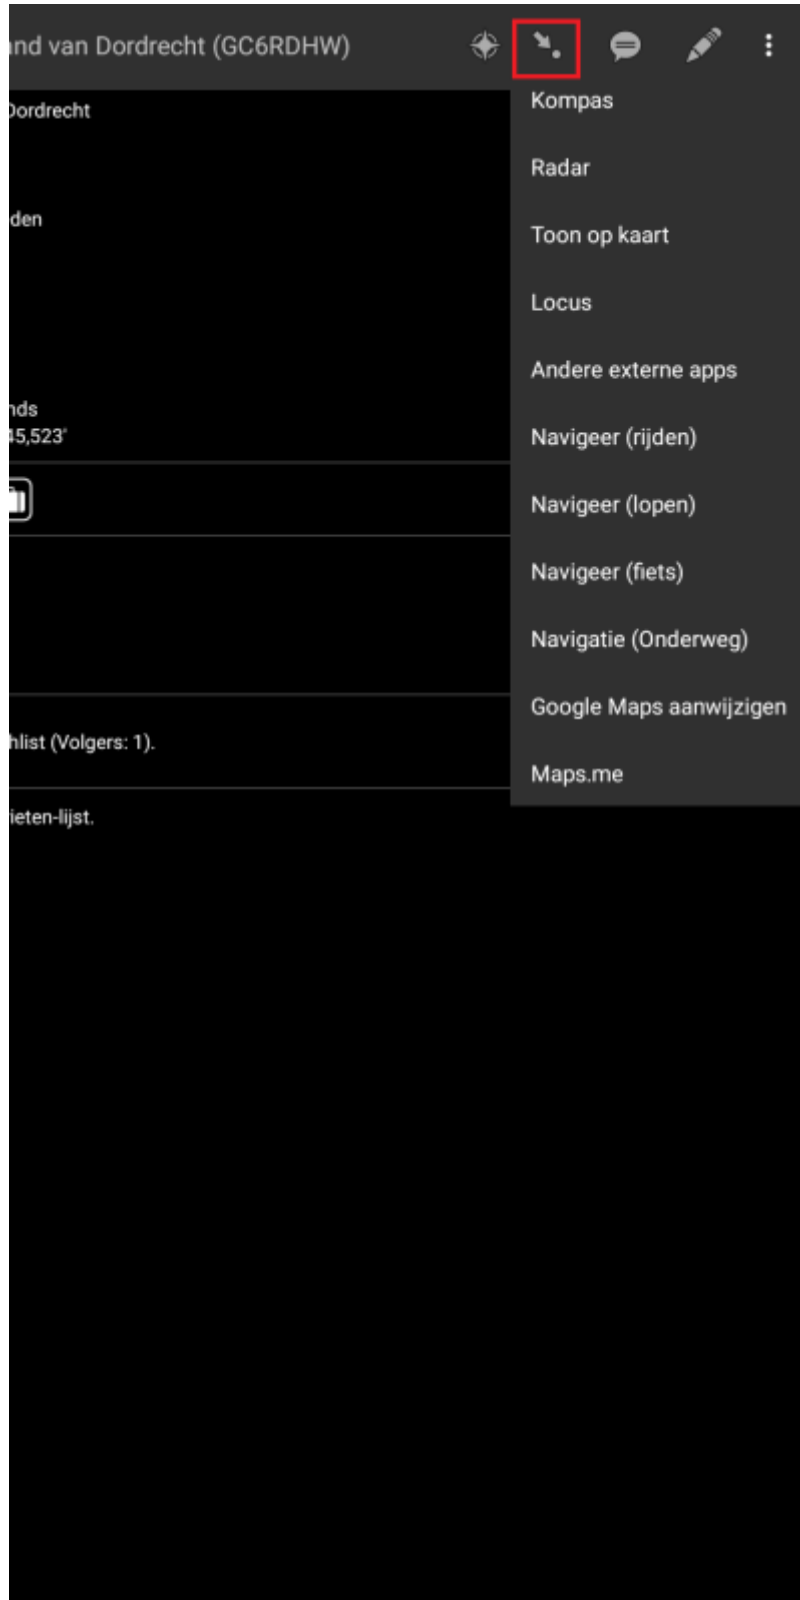 and van Dordrecht (GC6RDHW)
Dordrecht
den
nds
45,523'
hlist (Volgers: 1).
ieten-lijst.
Kompas
Radar
Toon op kaart
Locus
Andere externe apps
Navigeer (rijden)
Navigeer (lopen)
Navigeer (fiets)
Navigatie (Onderweg)
Google Maps aanwijzigen
Maps.me